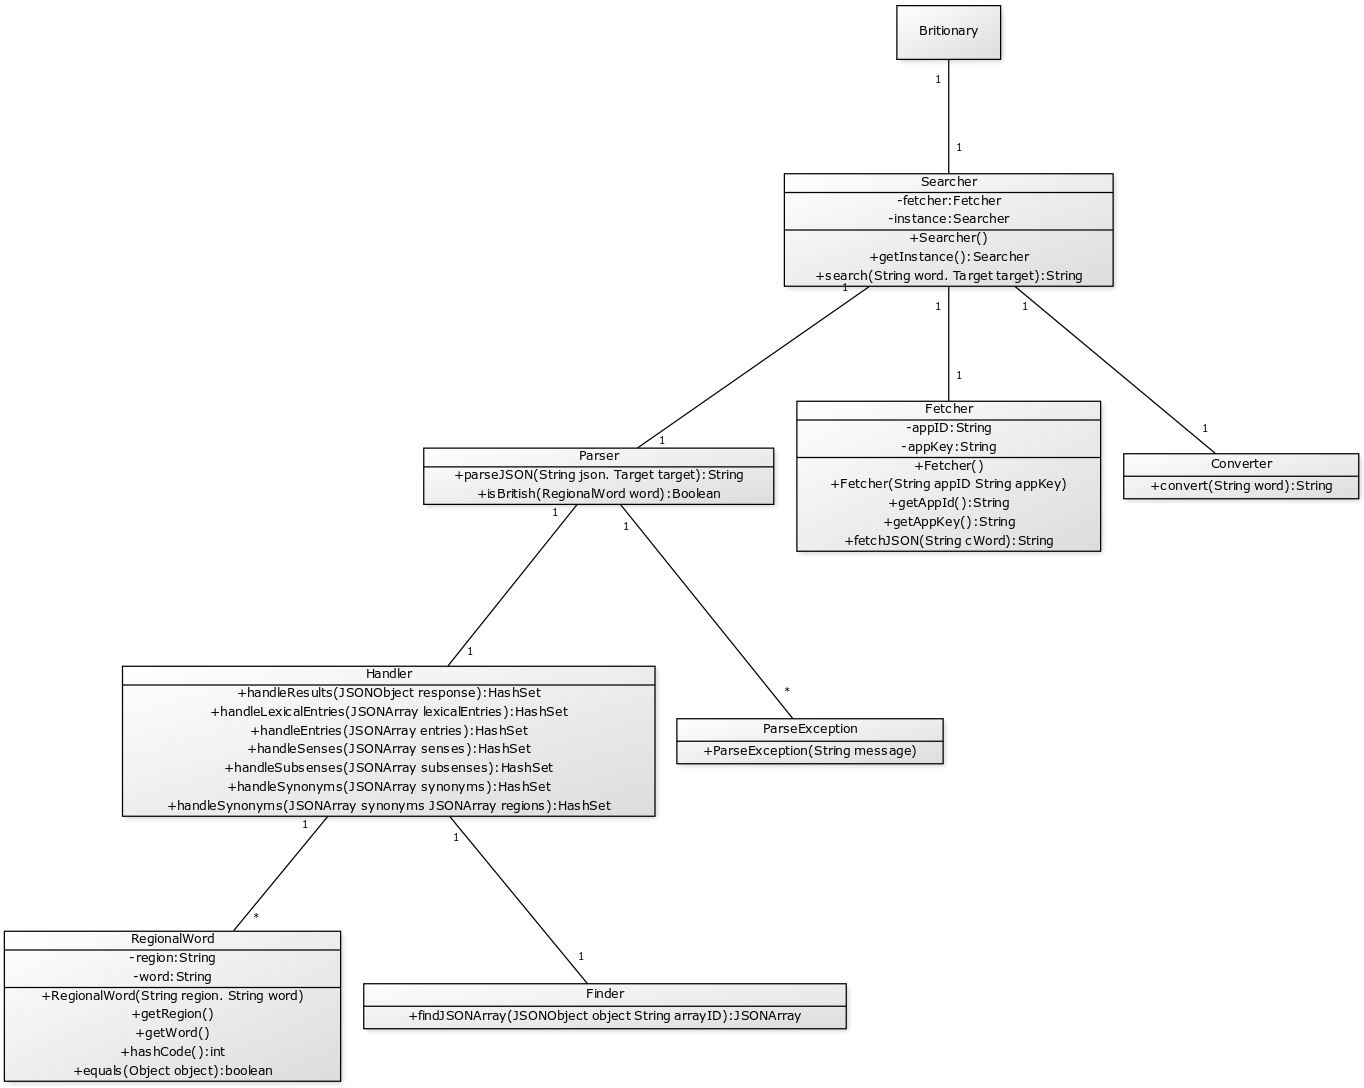 Britionary
1
1
Searcher
-fetcher:Fetcher
-instance:Searcher
+Searcher()
+getInstance():Searcher
+search(String word. Target target):String
1
1
1
1
1
1
Fetcher
-appID:String
-appKey:String
+Fetcher()
+Fetcher(String appID String appKey)
+getAppId():String
+getAppKey():String
+fetchJSON(String cWord):String
Parser
+parseJSON(String json. Target target):String
+isBritish(RegionalWord word):Boolean
Converter
+convert(String word):String
1
1
1
*
Handler
+handleResults(JSONObject response):HashSet
+handleLexicalEntries(JSONArray lexicalEntries):HashSet
+handleEntries(JSONArray entries):HashSet
+handleSenses(JSONArray senses):HashSet
+handleSubsenses(JSONArray subsenses):HashSet
+handleSynonyms(JSONArray synonyms):HashSet
+handleSynonyms(JSONArray synonyms JSONArray regions):HashSet
ParseException
+ParseException(String message)
1
1
*
1
RegionalWord
-region:String
-word:String
+RegionalWord(String region. String word)
+getRegion()
+getWord()
+hashCode():int
+equals(Object object):boolean
Finder
+findJSONArray(JSONObject object String arrayID):JSONArray